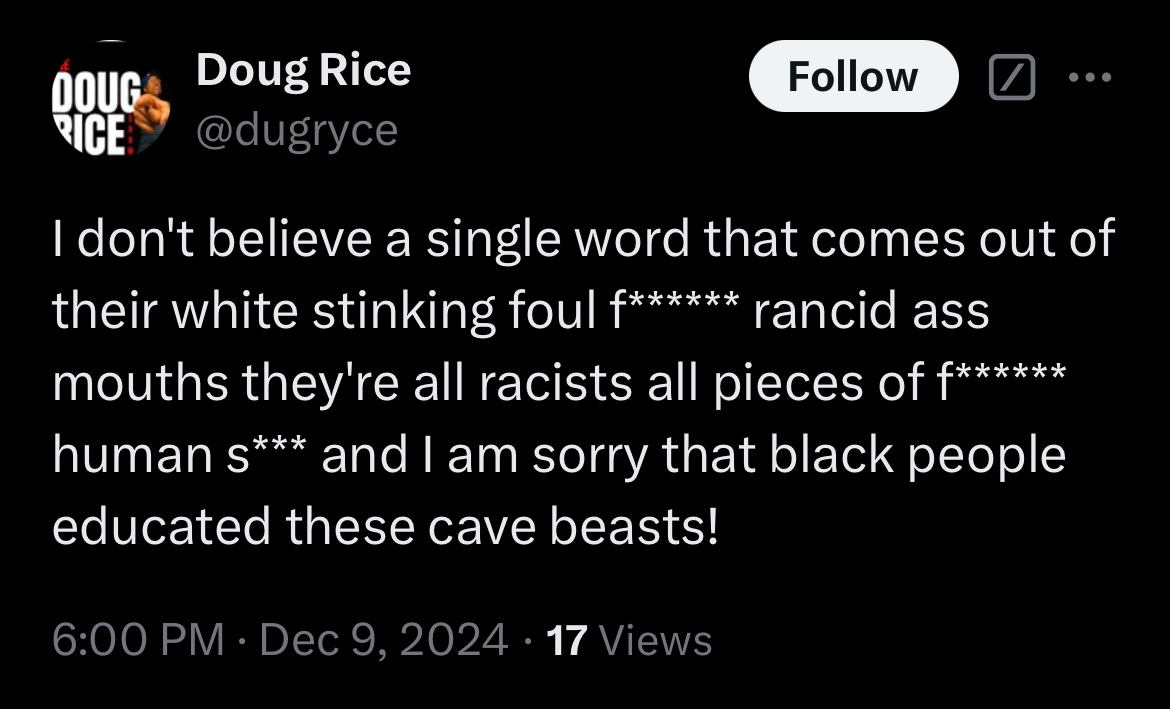 DOUG
RICE
Doug Rice
@dugryce
Follow
I don't believe a single word that comes out of
their white stinking foul f****** rancid ass
mouths they're all racists all pieces of f******
human s*** and I am sorry that black people
educated these cave beasts!
6:00 PM · Dec 9, 2024 · 17 Views